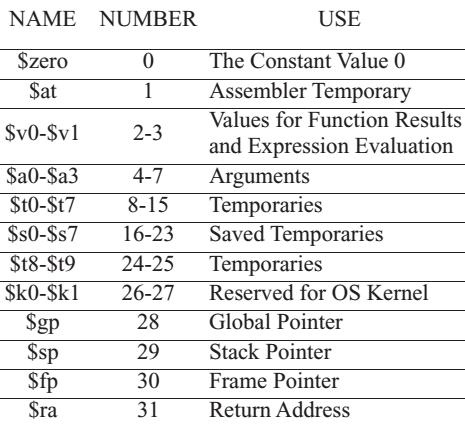 NAME NUMBER USE
$zero 0 The Constant Value 0
$at 1 Assembler Temporary
$v0-$v1 2-3 Values for Function Results
and Expression Evaluation
$a0-$a3 4-7 Arguments
$t0-$t7 8-15 Temporaries
$s0-$s7 16-23 Saved Temporaries
$t8-$t9 24-25 Temporaries
$k0-$k1 26-27 Reserved for OS Kernel
$gp 28 Global Pointer
$sp 29 Stack Pointer
$fp 30 Frame Pointer
$ra 31 Return Address